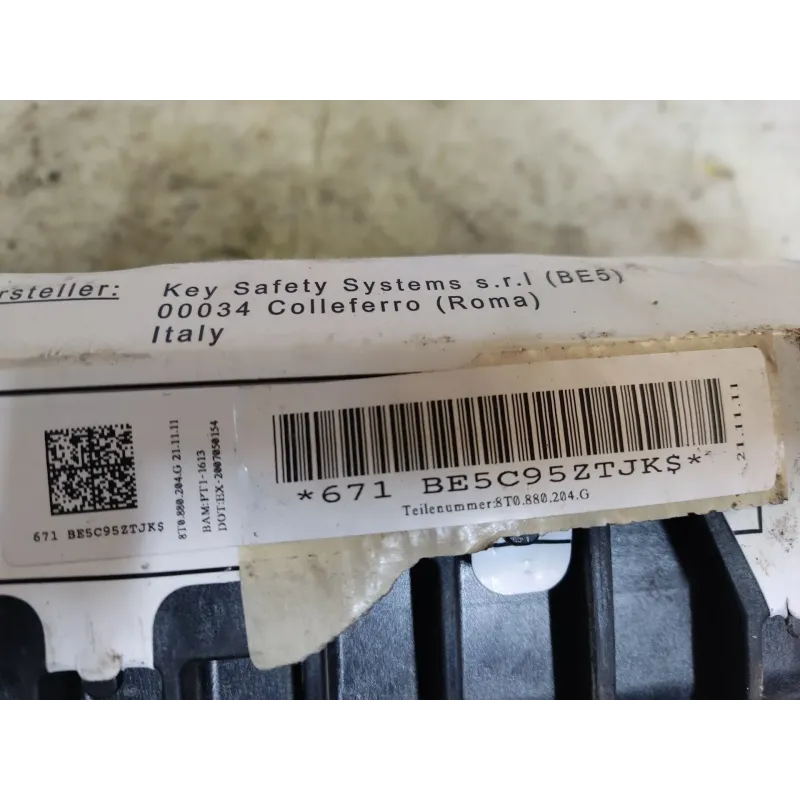 rsteller: Key Safety Systems s.r.l (BE5)
00034 Colleferro (Roma)
Italy
671 BE5C95ZTJK$
8T0.880.204.G 21.11.11
BAM:PT1-1613
DOT:EX-2007050154
*671 BE5C95ZTJK$*
Teilenummer:8T0.880.204.G
21.11.11